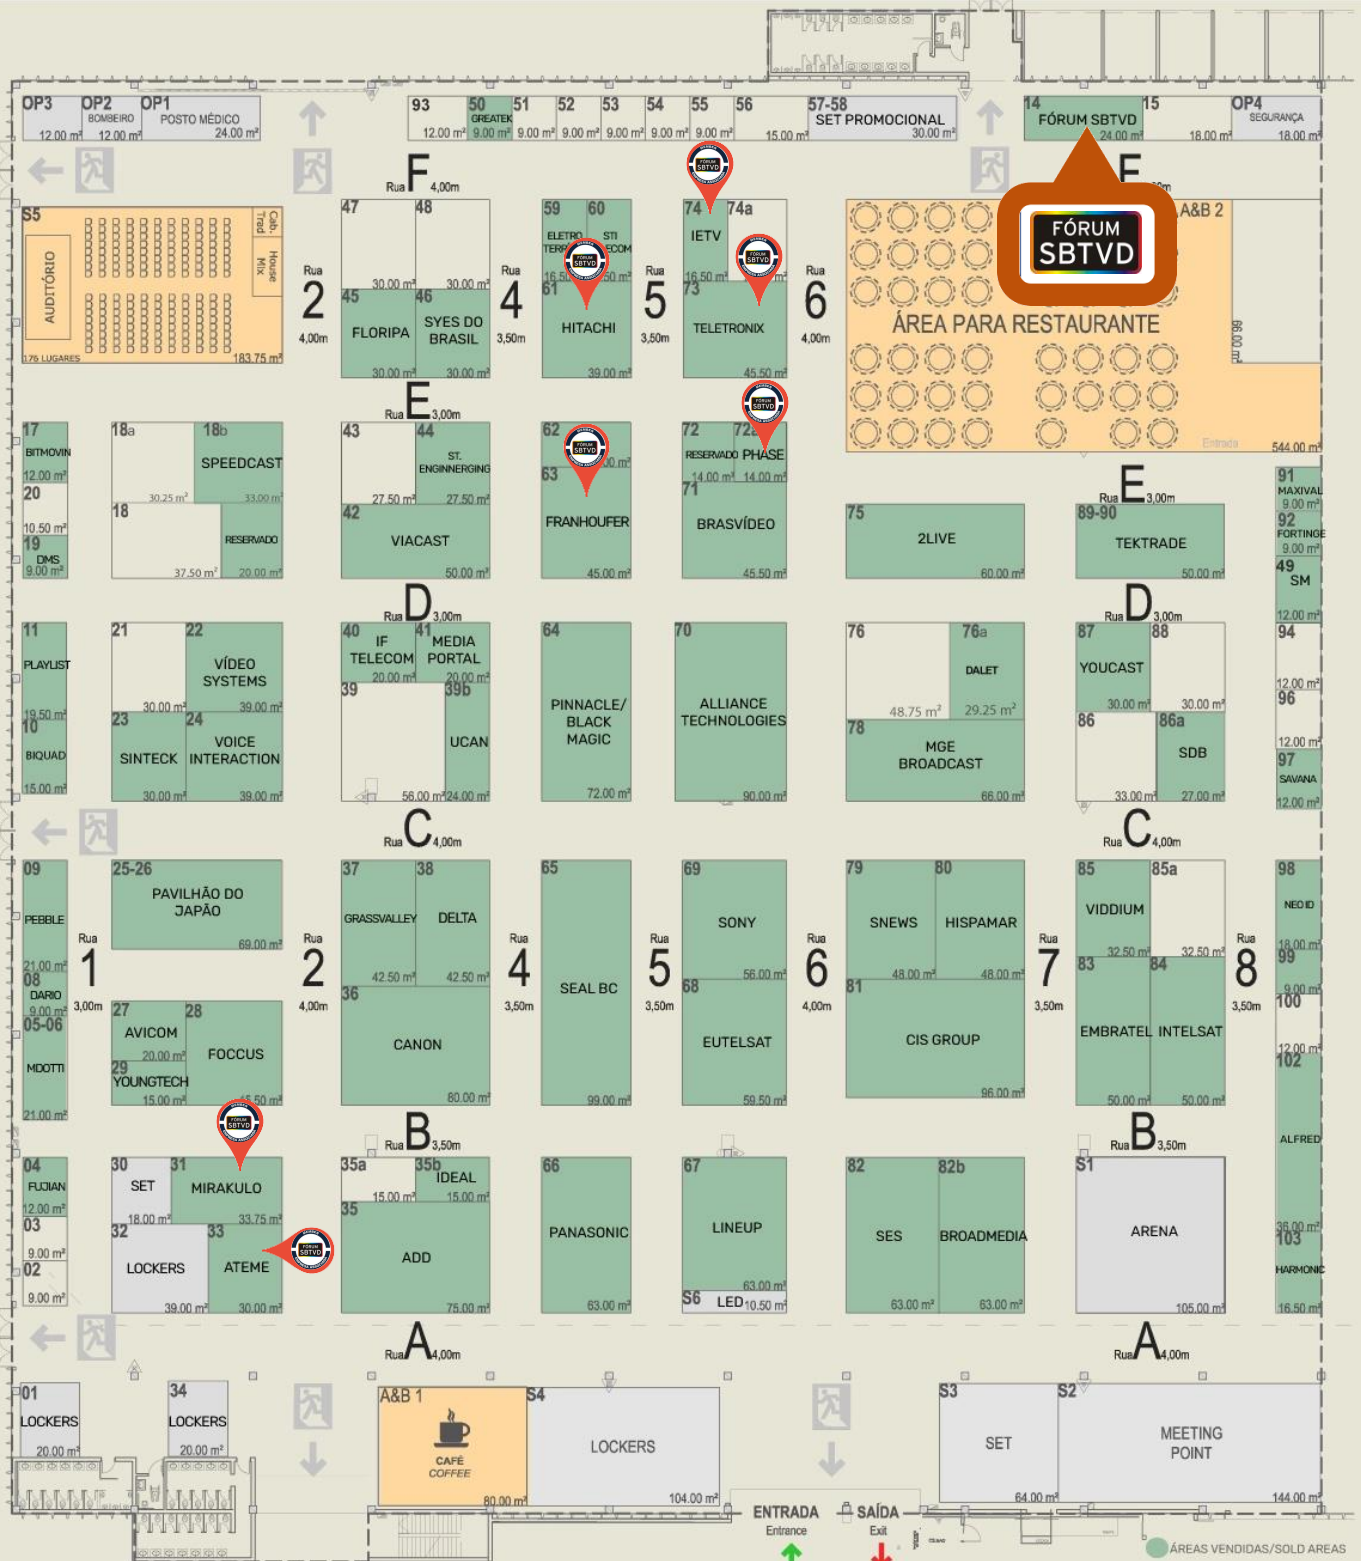 OP3
OP2
OP1
BOMBEIRO
POSTO MÉDICO
12.00 m²
12.00 m²
24.00 m²
93
50
51
52
53
54
55
56
57-58
GREATEK
SET PROMOCIONAL
12.00 m²
9.00 m²
9.00 m²
9.00 m²
9.00 m²
9.00 m²
9.00 m²
15.00 m²
30.00 m²
14
15
OP4
FÓRUM SBTVD
SEGURANÇA
24.00 m²
18.00 m²
18.00 m²
Rua F 4,00m
F
S5
AUDITÓRIO
Cab. Trad
House Mix
176 LUGARES
183.75 m²
Rua
2
4,00m
47
48
30.00 m²
30.00 m²
45
46
FLORIPA
SYES DO
BRASIL
30.00 m²
30.00 m²
Rua
4
3,50m
59
60
ELETRO
STI
16.50
61
HITACHI
39.00 m²
Rua
5
3,50m
74
74a
IETV
16.50 m²
73
TELETRONIX
45.50 m²
Rua
6
4,00m
A&B 2
FÓRUM
SBTVD
ÁREA PARA RESTAURANTE
66.00 m²
Entrada
544.00 m²
Rua E 3,00m
17
BITMOVIN
12.00 m²
20
10.50 m²
19
DMS
9.00 m²
18a
18b
SPEEDCAST
30.25 m²
33.00 m²
18
RESERVADO
37.50 m²
20.00 m²
43
44
ST.
ENGINNERGING
27.50 m²
27.50 m²
42
VIACAST
50.00 m²
62
63
FRANHOUFER
45.00 m²
72
72a
RESERVADO
PHASE
14.00 m²
14.00 m²
71
BRASVÍDEO
45.50 m²
75
2LIVE
60.00 m²
Rua E 3,00m
89-90
TEKTRADE
50.00 m²
91
MAXIVAL
9.00 m²
92
FORTINGE
9.00 m²
49
SM
12.00 m²
Rua D 3,00m
Rua D 3,00m
11
PLAYLIST
19.50 m²
10
BIQUAD
15.00 m²
21
22
VÍDEO
SYSTEMS
30.00 m²
39.00 m²
23
24
SINTECK
VOICE
INTERACTION
30.00 m²
39.00 m²
40
41
IF
TELECOM
MEDIA
PORTAL
20.00 m²
20.00 m²
39
39b
UCAN
56.00 m²
24.00 m²
64
PINNACLE/
BLACK
MAGIC
72.00 m²
70
ALLIANCE
TECHNOLOGIES
90.00 m²
76
76a
DALET
48.75 m²
29.25 m²
78
MGE
BROADCAST
66.00 m²
87
88
YOUCAST
30.00 m²
30.00 m²
86
86a
SDB
33.00 m²
27.00 m²
94
12.00 m²
96
12.00 m²
97
SAVANA
12.00 m²
Rua C 4,00m
Rua C 4,00m
09
PEBBLE
21.00 m²
08
DARIO
9.00 m²
05-06
MDOTTI
21.00 m²
Rua
1
3,00m
25-26
PAVILHÃO DO
JAPÃO
69.00 m²
27
28
AVICOM
20.00 m²
FOCCUS
29
YOUNGTECH
15.00 m²
45.50 m²
Rua
2
4,00m
37
38
GRASSVALLEY
DELTA
42.50 m²
42.50 m²
36
CANON
80.00 m²
Rua
4
3,50m
65
SEAL BC
99.00 m²
Rua
5
3,50m
69
SONY
56.00 m²
68
EUTELSAT
59.50 m²
Rua
6
4,00m
79
80
SNEWS
HISPAMAR
48.00 m²
48.00 m²
81
CIS GROUP
96.00 m²
Rua
7
3,50m
85
85a
VIDDIUM
32.50 m²
32.50 m²
83
84
EMBRATEL
INTELSAT
50.00 m²
50.00 m²
Rua
8
3,50m
98
NEO ID
18.00 m²
99
9.00 m²
100
12.00 m²
102
ALFRED
36.00 m²
103
HARMONIC
16.50 m²
Rua B 3,50m
Rua B 3,50m
04
FUJIAN
12.00 m²
03
9.00 m²
02
9.00 m²
30
31
SET
MIRAKULO
18.00 m²
33.75 m²
32
33
LOCKERS
ATEME
39.00 m²
30.00 m²
35a
35b
IDEAL
15.00 m²
15.00 m²
35
ADD
75.00 m²
66
PANASONIC
63.00 m²
67
LINEUP
63.00 m²
S6
LED
10.50 m²
82
82b
SES
BROADMEDIA
63.00 m²
63.00 m²
S1
ARENA
105.00 m²
Rua A 4,00m
Rua A 4,00m
01
LOCKERS
20.00 m²
34
LOCKERS
20.00 m²
A&B 1
CAFÉ
COFFEE
80.00 m²
S4
LOCKERS
104.00 m²
S3
SET
64.00 m²
S2
MEETING
POINT
144.00 m²
ENTRADA
Entrance
SAÍDA
Exit
ÁREAS VENDIDAS/SOLD AREAS